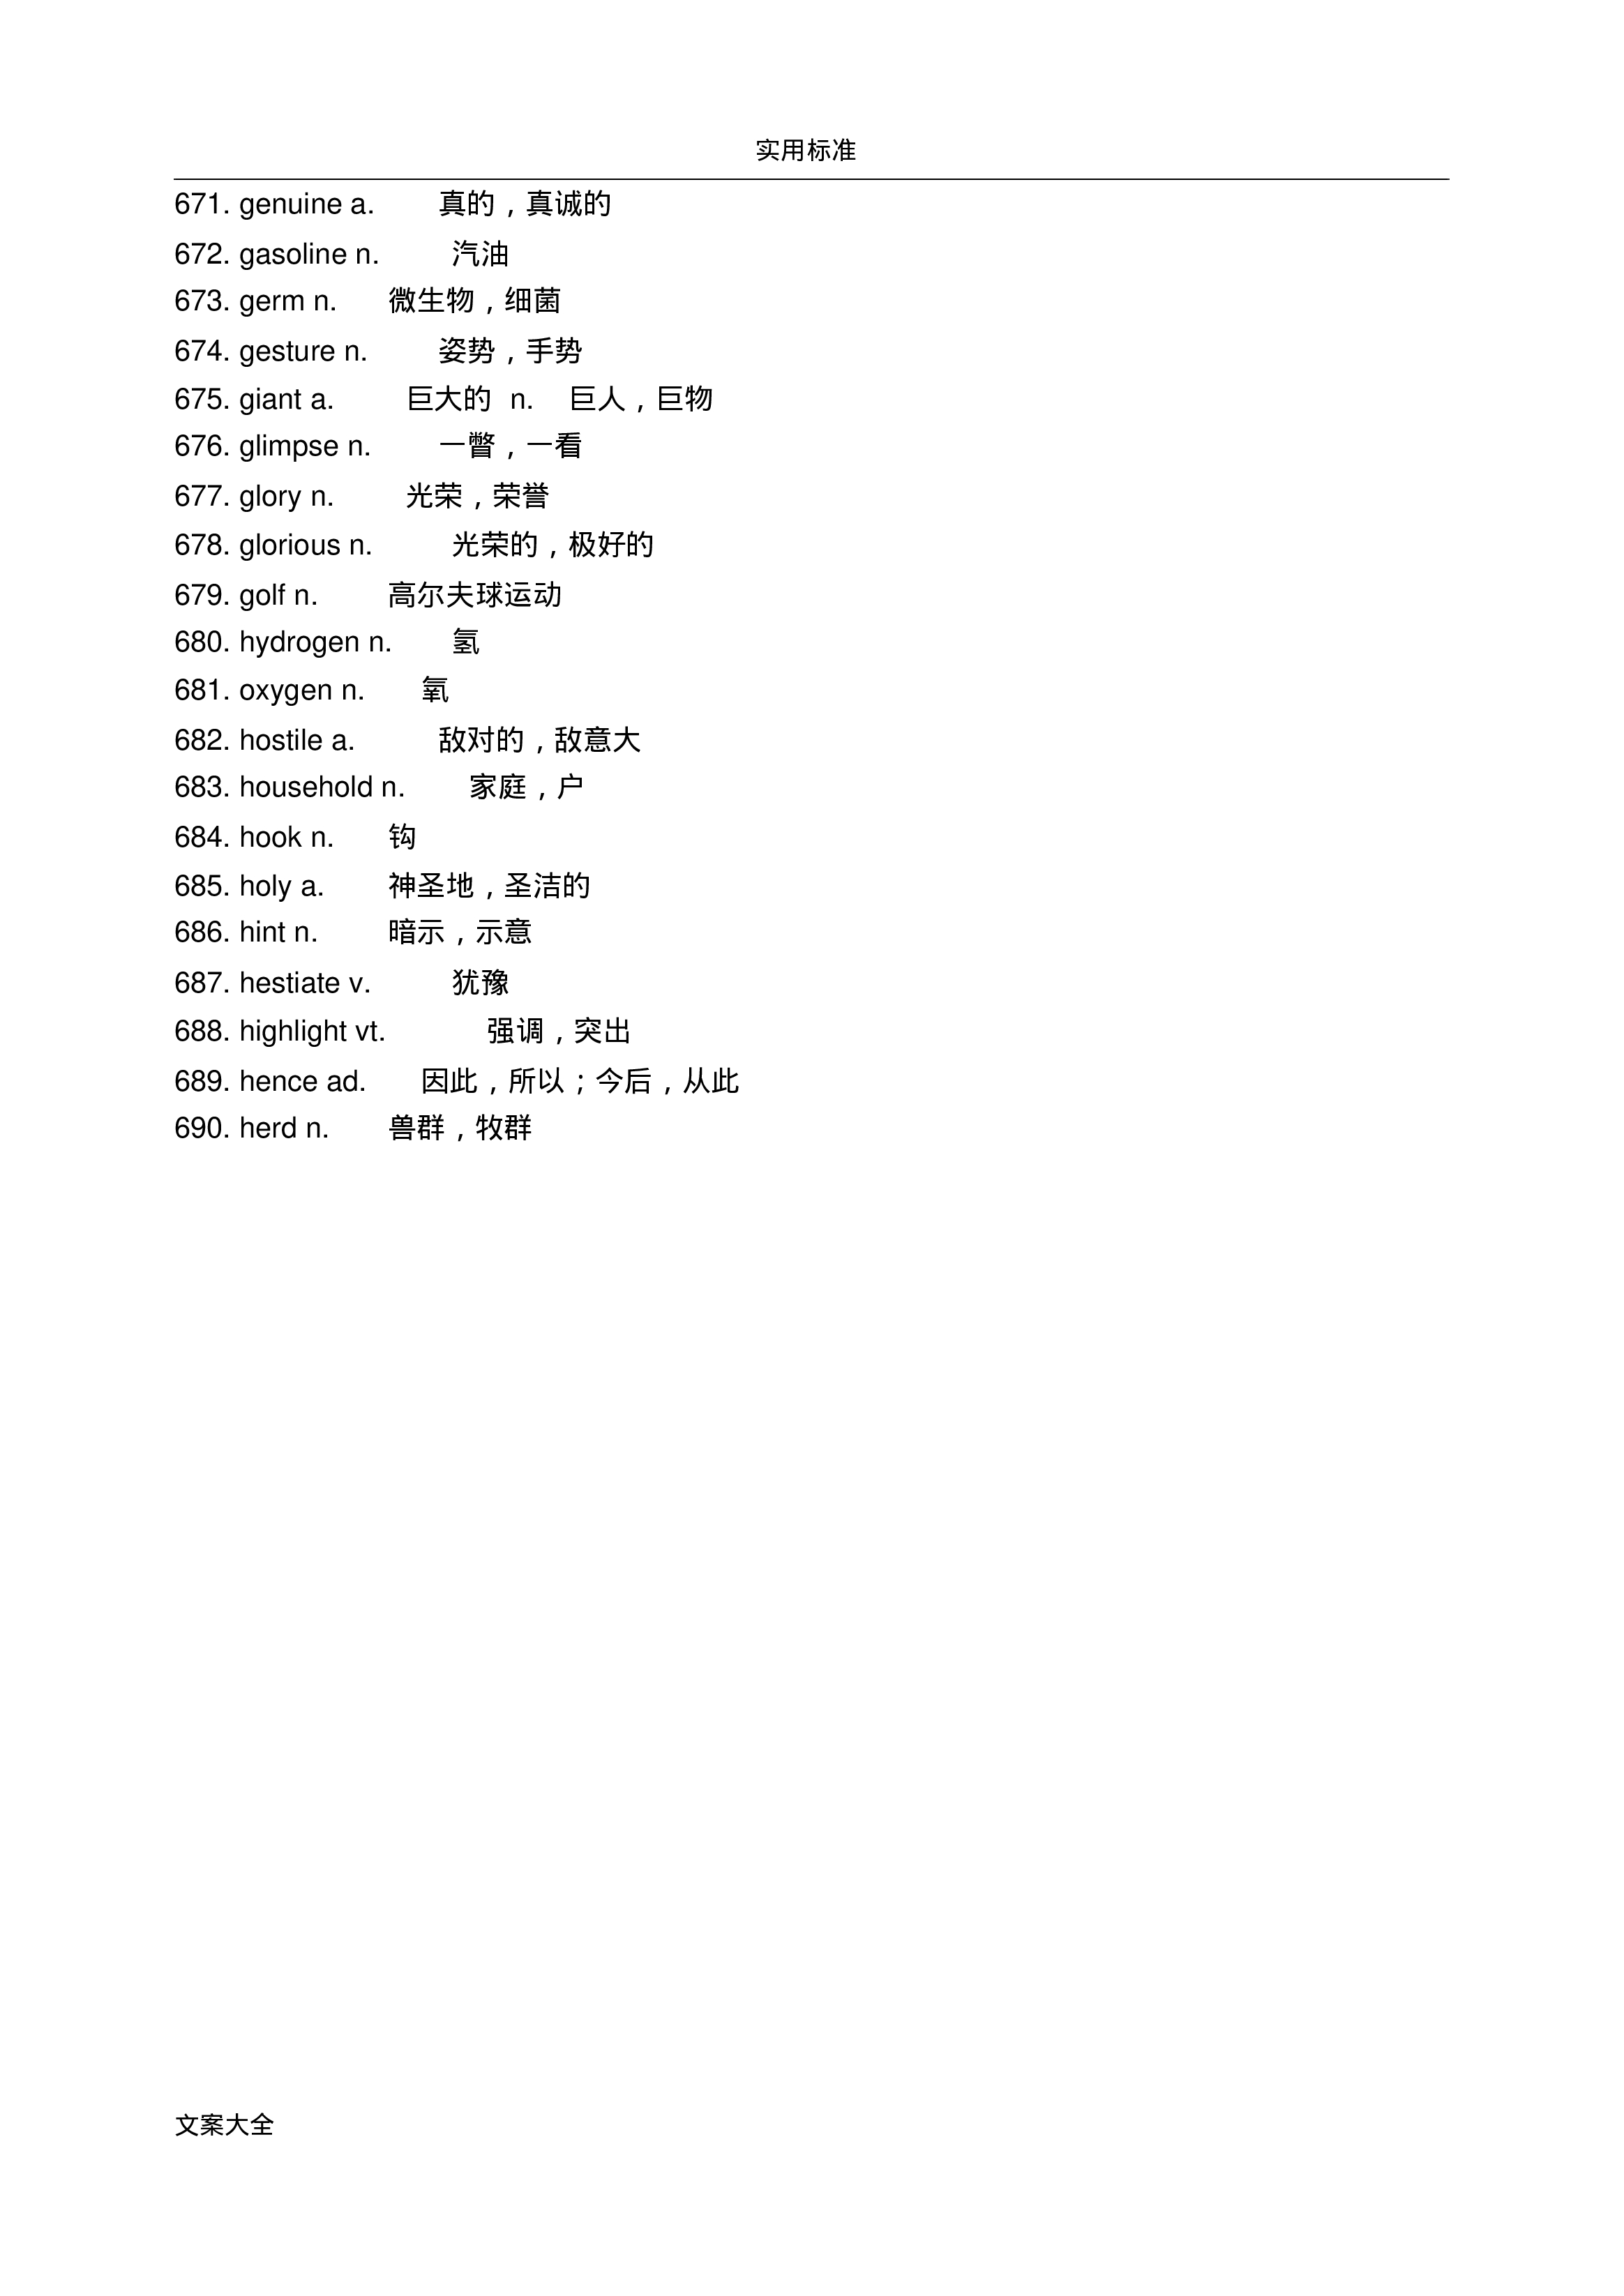 实用标准
671. genuine a. 真的，真诚的
672. gasoline n. 汽油
673. germ n. 微生物，细菌
674. gesture n. 姿势，手势
675. giant a. 巨大的 n. 巨人，巨物
676. glimpse n. 一瞥，一看
677. glory n. 光荣，荣誉
678. glorious n. 光荣的，极好的
679. golf n. 高尔夫球运动
680. hydrogen n. 氢
681. oxygen n. 氧
682. hostile a. 敌对的，敌意大
683. household n. 家庭，户
684. hook n. 钩
685. holy a. 神圣地，圣洁的
686. hint n. 暗示，示意
687. hestiate v. 犹豫
688. highlight vt. 强调，突出
689. hence ad. 因此，所以；今后，从此
690. herd n. 兽群，牧群
文案大全